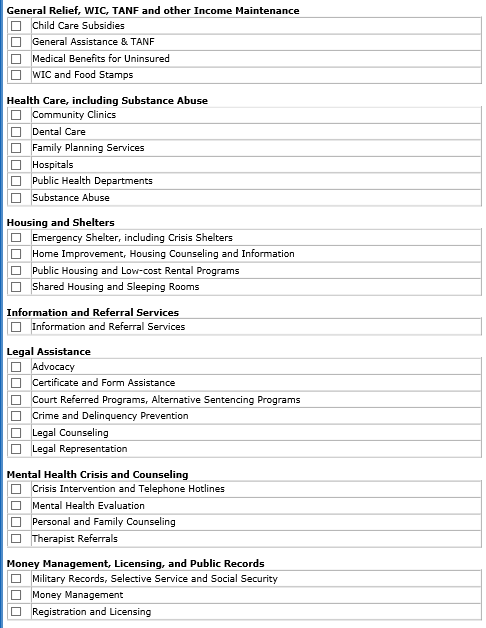 General Relief, WIC, TANF and other Income Maintenance
Child Care Subsidies
General Assistance & TANF
Medical Benefits for Uninsured
WIC and Food Stamps
Health Care, including Substance Abuse
Community Clinics
Dental Care
Family Planning Services
Hospitals
Public Health Departments
Substance Abuse
Housing and Shelters
Emergency Shelter, including Crisis Shelters
Home Improvement, Housing Counseling and Information
Public Housing and Low-cost Rental Programs
Shared Housing and Sleeping Rooms
Information and Referral Services
Information and Referral Services
Legal Assistance
Advocacy
Certificate and Form Assistance
Court Referred Programs, Alternative Sentencing Programs
Crime and Delinquency Prevention
Legal Counseling
Legal Representation
Mental Health Crisis and Counseling
Crisis Intervention and Telephone Hotlines
Mental Health Evaluation
Personal and Family Counseling
Therapist Referrals
Money Management, Licensing, and Public Records
Military Records, Selective Service and Social Security
Money Management
Registration and Licensing